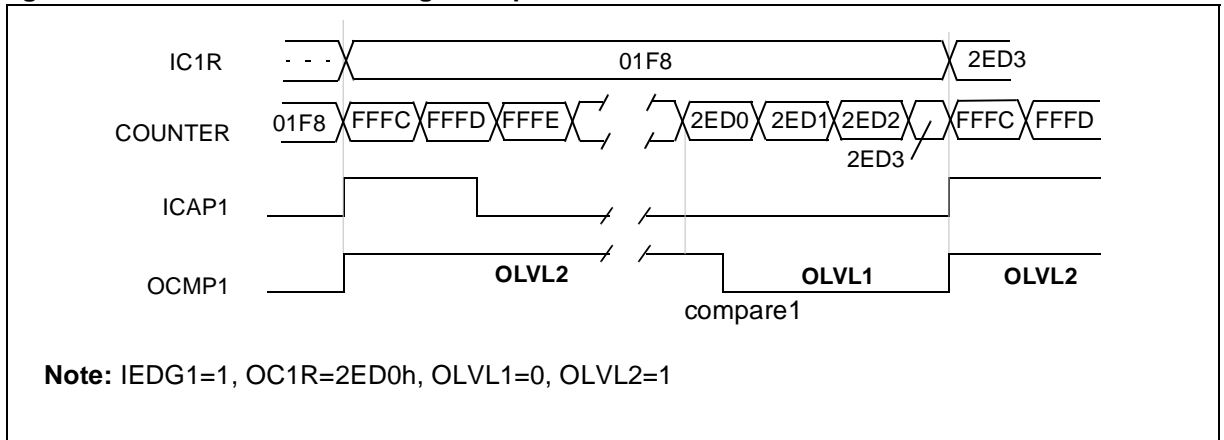 IC1R - - - 01F8 2ED3
COUNTER 01F8 FFFC FFFD FFFE 2ED0 2ED1 2ED2 FFFC FFFD
2ED3
ICAP1
OCMP1 OLVL2 OLVL1 OLVL2
compare1
Note: IEDG1=1, OC1R=2ED0h, OLVL1=0, OLVL2=1